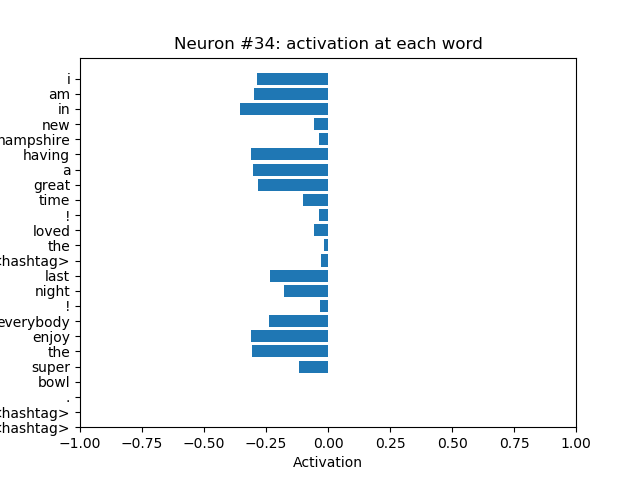 Neuron #34: activation at each word
i
am
in
new
hampshire
having
a
great
time
!
loved
the
hashtag>
last
night
!
everybody
enjoy
the
super
bowl
.
hashtag>
hashtag>
−1.00 −0.75 −0.50 −0.25 0.00 0.25 0.50 0.75 1.00
Activation